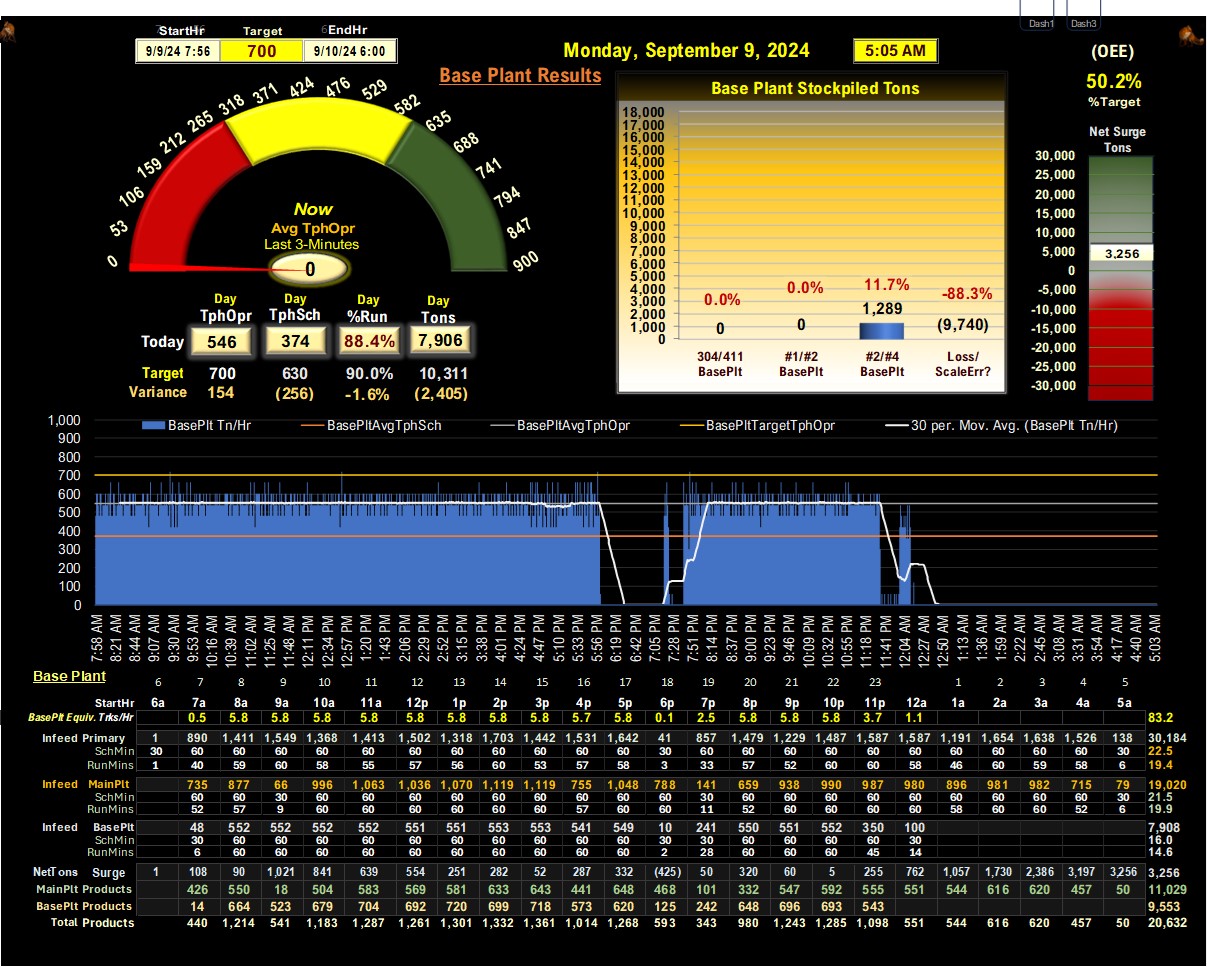 Dash1 Dash3
StartHr Target EndHr
9/9/24 7:56 700 9/10/24 6:00
Monday, September 9, 2024 5:05 AM
(OEE)
50.2%
%Target
Base Plant Results
Base Plant Stockpiled Tons
0 53 106 159 212 265 318 371 424 476 529 582 635 688 741 794 847 900
Now
Avg TphOpr
Last 3-Minutes
0
18,000
17,000
16,000
15,000
14,000
13,000
12,000
11,000
10,000
9,000
8,000
7,000
6,000
5,000
4,000
3,000
2,000
1,000
0
0.0% 0.0% 11.7% -88.3%
0 0 1,289 (9,740)
304/411 #1/#2 #2/#4 Loss/
BasePlt BasePlt BasePlt ScaleErr?
Net Surge
Tons
30,000
25,000
20,000
15,000
10,000
5,000
0
-5,000
-10,000
-15,000
-20,000
-25,000
-30,000
3,256
Day Day Day Day
TphOpr TphSch %Run Tons
Today 546 374 88.4% 7,906
Target 700 630 90.0% 10,311
Variance 154 (256) -1.6% (2,405)
BasePlt Tn/Hr BasePltAvgTphSch BasePltAvgTphOpr BasePltTargetTphOpr 30 per. Mov. Avg. (BasePlt Tn/Hr)
1,000
900
800
700
600
500
400
300
200
100
0
7:58 AM 8:21 AM 8:44 AM 9:07 AM 9:30 AM 9:53 AM 10:16 AM 10:39 AM 11:02 AM 11:25 AM 11:48 AM 12:11 PM 12:34 PM 12:57 PM 1:20 PM 1:43 PM 2:06 PM 2:29 PM 2:52 PM 3:15 PM 3:38 PM 4:01 PM 4:24 PM 4:47 PM 5:10 PM 5:33 PM 5:56 PM 6:19 PM 6:42 PM 7:05 PM 7:28 PM 7:51 PM 8:14 PM 8:37 PM 9:00 PM 9:23 PM 9:46 PM 10:09 PM 10:32 PM 10:55 PM 11:18 PM 11:41 PM 12:04 AM 12:27 AM 12:50 AM 1:13 AM 1:36 AM 1:59 AM 2:22 AM 2:45 AM 3:08 AM 3:31 AM 3:54 AM 4:17 AM 4:40 AM 5:03 AM
Base Plant 6 7 8 9 10 11 12 13 14 15 16 17 18 19 20 21 22 23 1 2 3 4 5
StartHr 6a 7a 8a 9a 10a 11a 12p 1p 2p 3p 4p 5p 6p 7p 8p 9p 10p 11p 12a 1a 2a 3a 4a 5a
BasePlt Equiv. Trks/Hr 0.5 5.8 5.8 5.8 5.8 5.8 5.8 5.8 5.8 5.7 5.8 0.1 2.5 5.8 5.8 5.8 3.7 1.1 83.2
Infeed Primary 1 890 1,411 1,549 1,368 1,413 1,502 1,318 1,703 1,442 1,531 1,642 41 857 1,479 1,229 1,487 1,587 1,587 1,191 1,654 1,638 1,526 138 30,184
SchMin 30 60 60 60 60 60 60 60 60 60 60 60 30 60 60 60 60 60 60 60 60 60 60 30 22.5
RunMins 1 40 59 60 58 55 57 56 60 53 57 58 3 33 57 52 60 60 58 46 60 59 58 6 19.4
Infeed MainPlt 735 877 66 996 1,063 1,036 1,070 1,119 1,119 755 1,048 788 141 659 938 990 987 980 896 981 982 715 79 19,020
SchMin 60 60 30 60 60 60 60 60 60 60 60 60 30 60 60 60 60 60 60 60 60 60 30 21.5
RunMins 52 57 9 60 60 60 60 60 60 57 60 60 11 52 60 60 60 60 58 60 60 52 6 19.9
Infeed BasePlt 48 552 552 552 552 551 551 553 553 541 549 10 241 550 551 552 350 100 7,908
SchMin 30 60 60 60 60 60 60 60 60 60 60 30 30 60 60 60 60 30 16.0
RunMins 6 60 60 60 60 60 60 60 60 60 60 2 28 60 60 60 45 14 14.6
NetTons Surge 1 108 90 1,021 841 639 554 251 282 52 287 332 (425) 50 320 60 5 255 762 1,057 1,730 2,386 3,197 3,256 3,256
MainPlt Products 426 550 18 504 583 569 581 633 643 441 648 468 101 332 547 592 555 551 544 616 620 457 50 11,029
BasePlt Products 14 664 523 679 704 692 720 699 718 573 620 125 242 648 696 693 543 9,553
Total Products 440 1,214 541 1,183 1,287 1,261 1,301 1,332 1,361 1,014 1,268 593 343 980 1,243 1,285 1,098 551 544 616 620 457 50 20,632